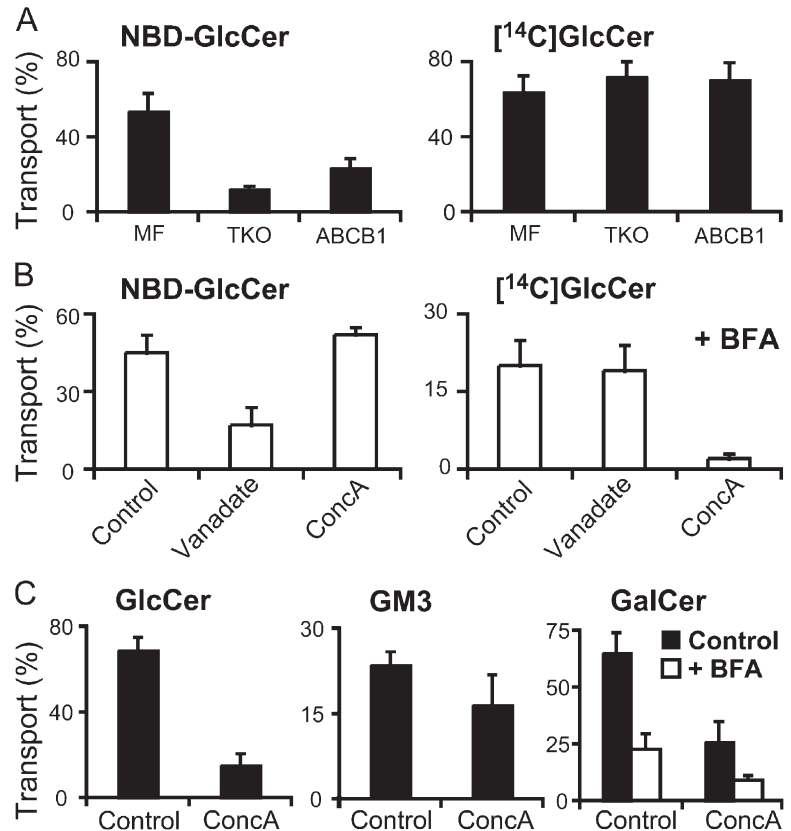 A
NBD-GlcCer
[14C]GlcCer
Transport (%)
80
40
0
MF TKO ABCB1
80
40
0
MF TKO ABCB1
B
NBD-GlcCer
[14C]GlcCer
Transport (%)
60
30
0
Control Vanadate ConcA
30
15
0
+ BFA
Control Vanadate ConcA
C
GlcCer
GM3
GalCer
Transport (%)
80
40
0
Control ConcA
30
15
0
Control ConcA
75
50
25
0
Control
+ BFA
Control ConcA